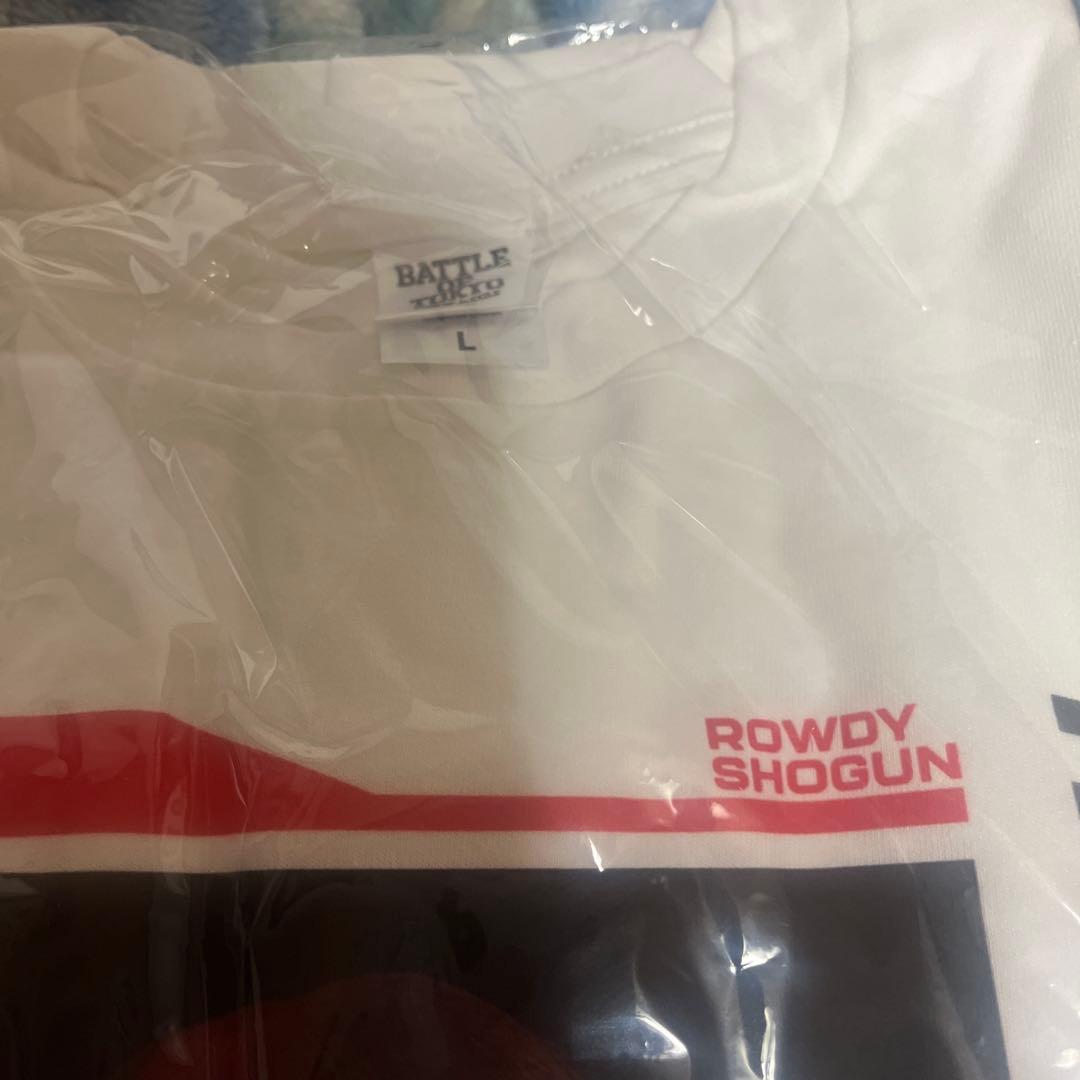 BATTLE
OF
TOKYO
L
ROWDY
SHOGUN